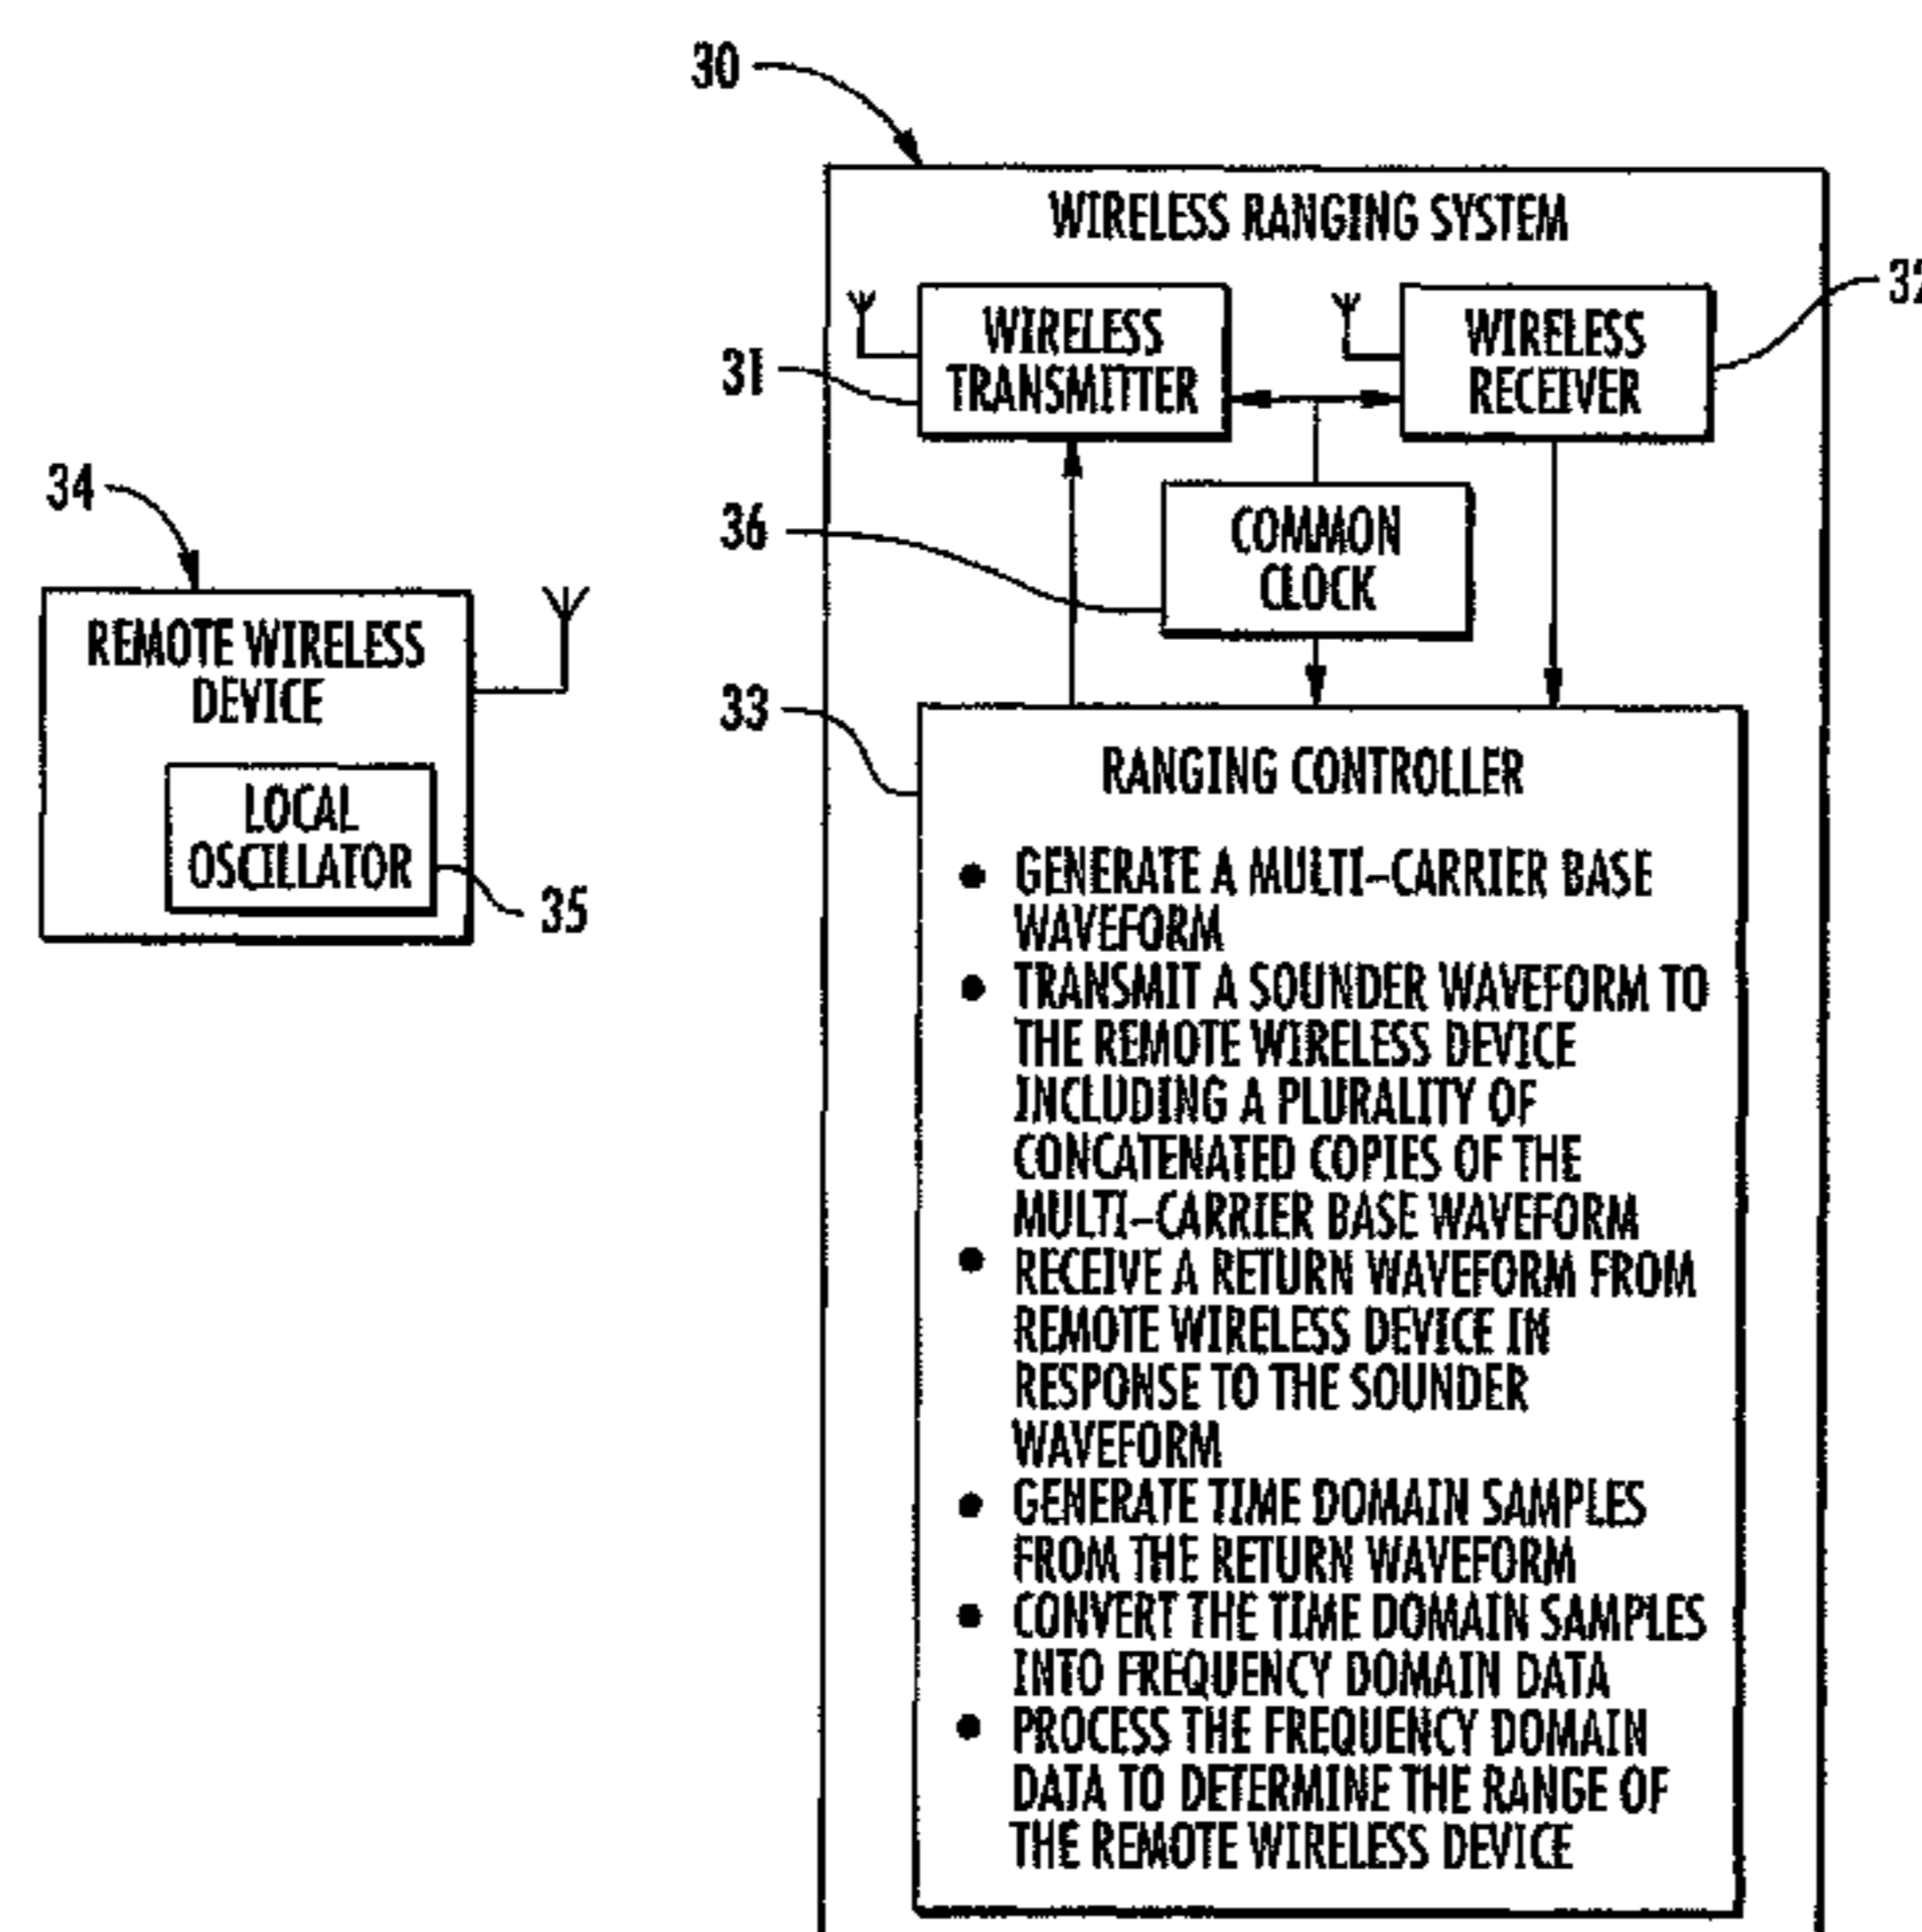 30
WIRELESS RANGING SYSTEM
WIRELESS
TRANSMITTER
WIRELESS
RECEIVER
32
31
34
36
COMMON
CLOCK
REMOTE WIRELESS
DEVICE
LOCAL
OSCILLATOR
35
33
RANGING CONTROLLER
● GENERATE A MULTI-CARRIER BASE
WAVEFORM
● TRANSMIT A SOUNDER WAVEFORM TO
THE REMOTE WIRELESS DEVICE
INCLUDING A PLURALITY OF
CONCATENATED COPIES OF THE
MULTI-CARRIER BASE WAVEFORM
● RECEIVE A RETURN WAVEFORM FROM
REMOTE WIRELESS DEVICE IN
RESPONSE TO THE SOUNDER
WAVEFORM
● GENERATE TIME DOMAIN SAMPLES
FROM THE RETURN WAVEFORM
● CONVERT THE TIME DOMAIN SAMPLES
INTO FREQUENCY DOMAIN DATA
● PROCESS THE FREQUENCY DOMAIN
DATA TO DETERMINE THE RANGE OF
THE REMOTE WIRELESS DEVICE